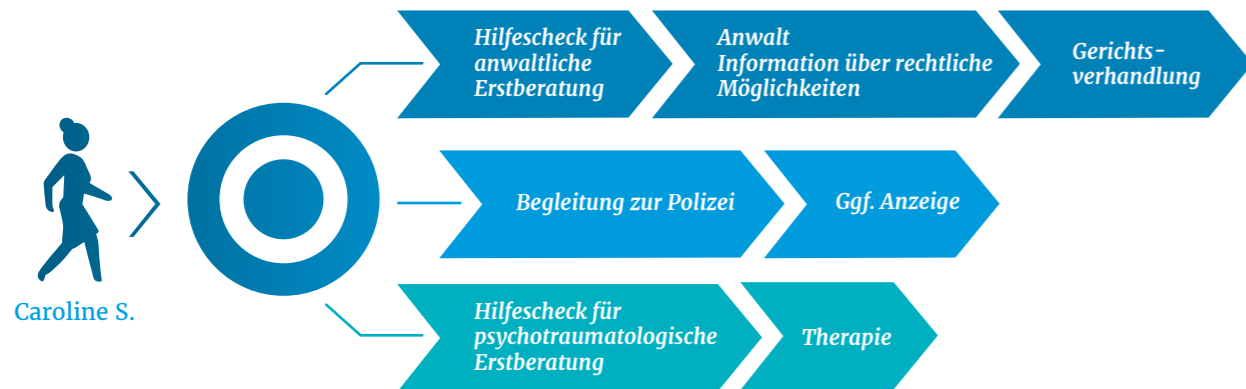 Hilfescheck für
anwaltliche
Erstberatung
Anwalt
Information über rechtliche
Möglichkeiten
Gerichts-
verhandlung
Begleitung zur Polizei
Ggf. Anzeige
Caroline S.
Hilfescheck für
psychotraumatologische
Erstberatung
Therapie